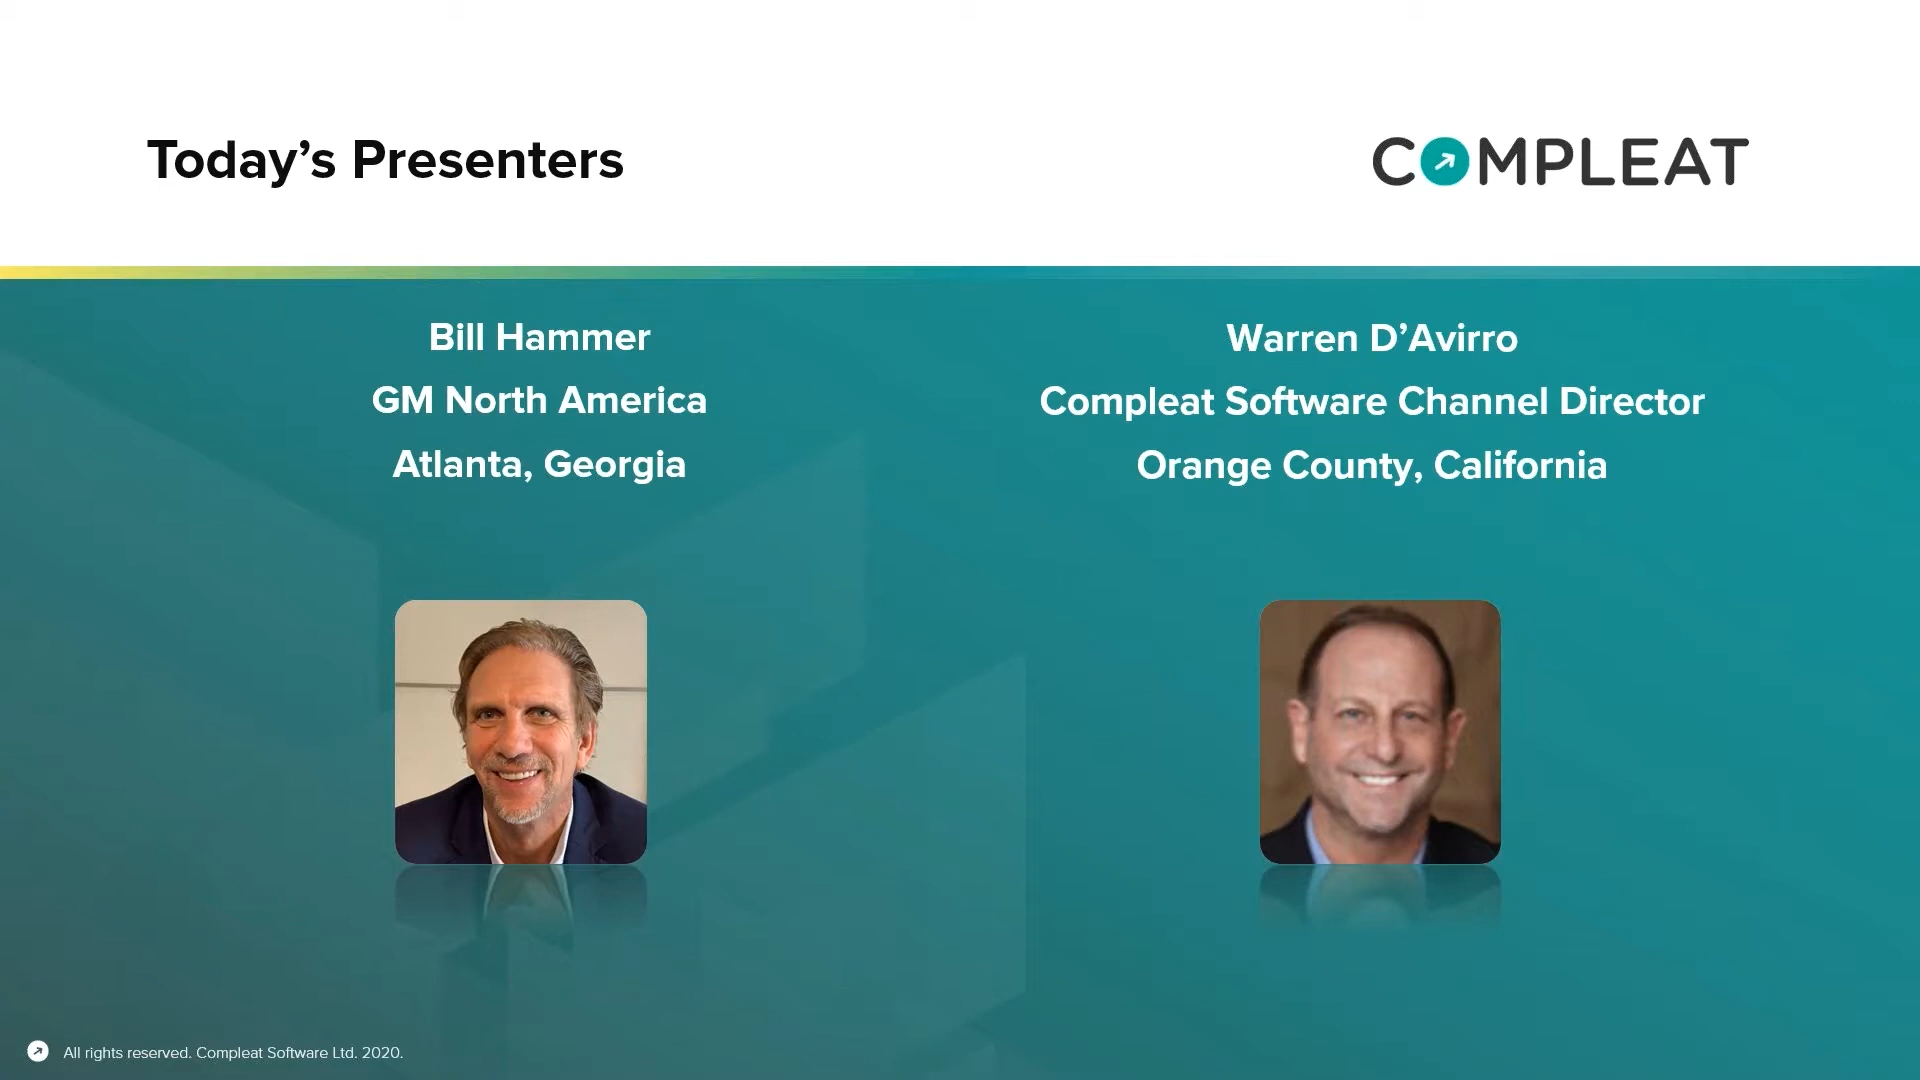 Today’s Presenters
COMPLEAT
Bill Hammer
GM North America
Atlanta, Georgia
Warren D’Avirro
Compleat Software Channel Director
Orange County, California
All rights reserved. Compleat Software Ltd. 2020.